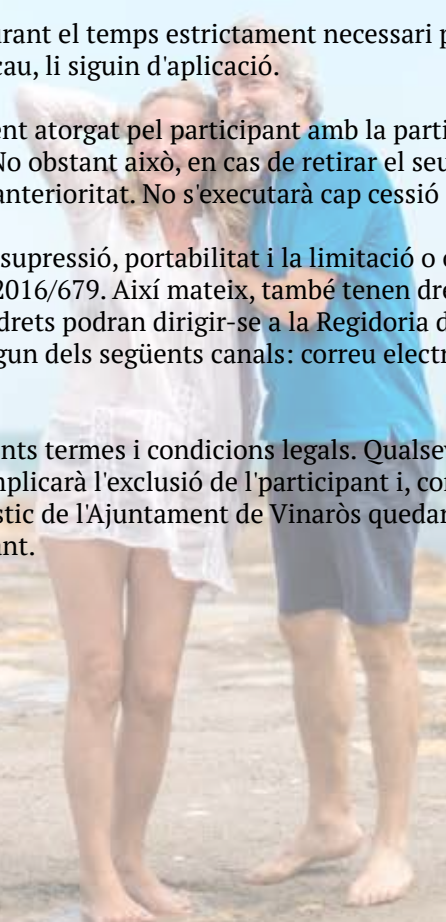 rant el temps estrictament necessari p
cau, li siguin d'aplicació.
ent atorgat pel participant amb la parti
No obstant això, en cas de retirar el seu
anterioritat. No s'executarà cap cessió
supressió, portabilitat i la limitació o
2016/679. Així mateix, també tenen dre
drets podran dirigir-se a la Regidoria d
gun dels següents canals: correu electr
nts termes i condicions legals. Qualsev
mplicarà l'exclusió de l'participant i, co
stic de l'Ajuntament de Vinaròs quedar
ant.